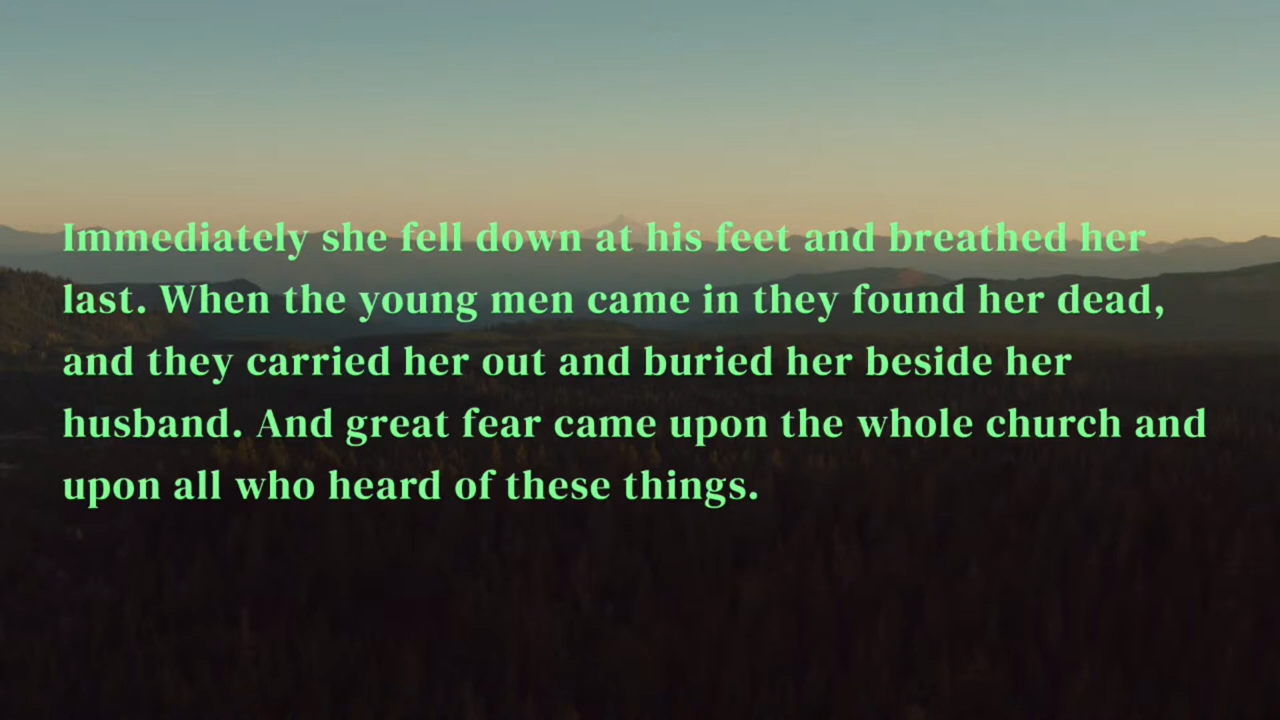 Immediately she fell down at his feet and breathed her
last. When the young men came in they found her dead,
and they carried her out and buried her beside her
husband. And great fear came upon the whole church and
upon all who heard of these things.